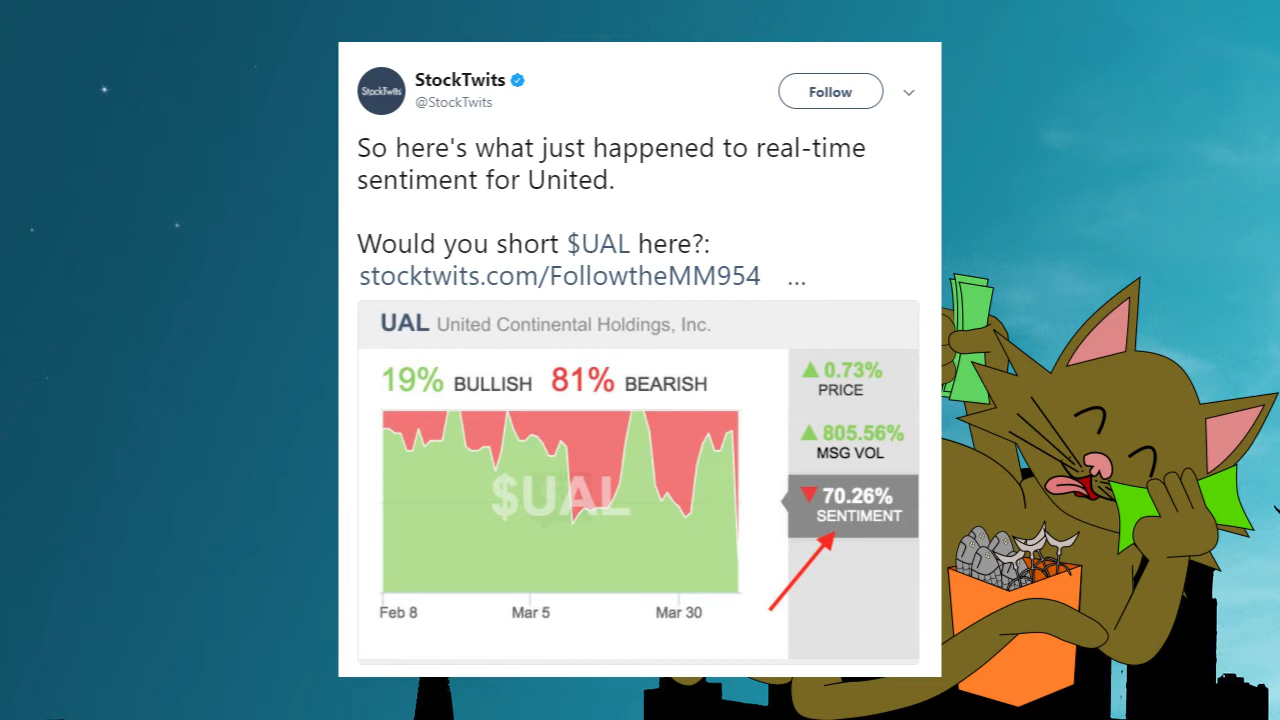 StockTwits
StockTwits
@StockTwits
Follow
So here's what just happened to real-time
sentiment for United.
Would you short $UAL here?:
stocktwits.com/FollowtheMM954 ...
UAL United Continental Holdings, Inc.
19% BULLISH 81% BEARISH
0.73%
PRICE
805.56%
MSG VOL
70.26%
SENTIMENT
$UAL
Feb 8 Mar 5 Mar 30